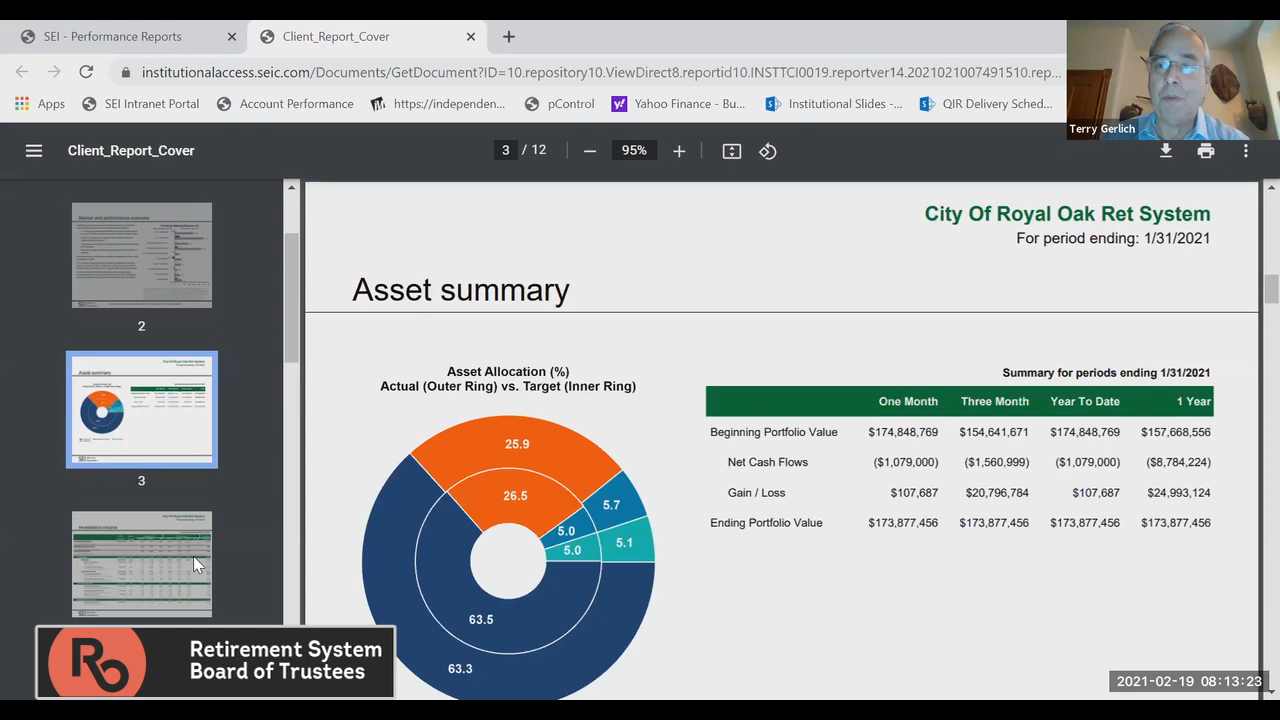 SEI - Performance Reports
Client_Report_Cover
institutionalaccess.seic.com/Documents/GetDocument?ID=10.repository10.ViewDirect8.reportid10.INSTTCI0019.reportver14.2021021007491510.rep...
Apps
SEI Intranet Portal
Account Performance
https://independen...
pControl
Yahoo Finance - Bu...
Institutional Slides -...
QIR Delivery Sched...
Terry Gerlich
Client_Report_Cover
3 / 12
95%
2
3
City Of Royal Oak Ret System
For period ending: 1/31/2021
Asset summary
Asset Allocation (%)
Actual (Outer Ring) vs. Target (Inner Ring)
25.9
26.5
5.7
5.0
5.1
5.0
63.5
63.3
Summary for periods ending 1/31/2021
One Month Three Month Year To Date 1 Year
Beginning Portfolio Value $174,848,769 $154,641,671 $174,848,769 $157,668,556
Net Cash Flows ($1,079,000) ($1,560,999) ($1,079,000) ($8,784,224)
Gain / Loss $107,687 $20,796,784 $107,687 $24,993,124
Ending Portfolio Value $173,877,456 $173,877,456 $173,877,456 $173,877,456
Ro
Retirement System
Board of Trustees
2021-02-19 08:13:23